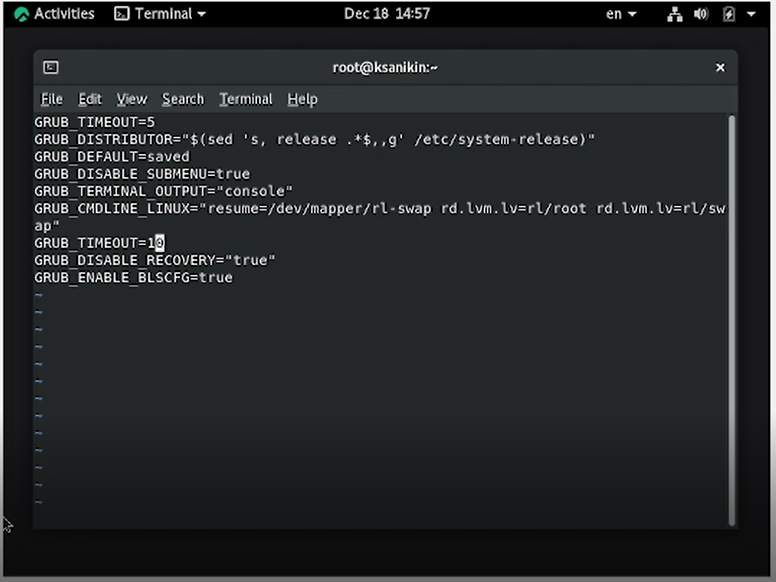 Activities Terminal Dec 18 14:57 en
root@ksanikin:~
File Edit View Search Terminal Help
GRUB_TIMEOUT=5
GRUB_DISTRIBUTOR="$(sed 's, release .*$,,g' /etc/system-release)"
GRUB_DEFAULT=saved
GRUB_DISABLE_SUBMENU=true
GRUB_TERMINAL_OUTPUT="console"
GRUB_CMDLINE_LINUX="resume=/dev/mapper/rl-swap rd.lvm.lv=rl/root rd.lvm.lv=rl/sw
ap"
GRUB_TIMEOUT=10
GRUB_DISABLE_RECOVERY="true"
GRUB_ENABLE_BLSCFG=true
~
~
~
~
~
~
~
~
~
~
~
~
~